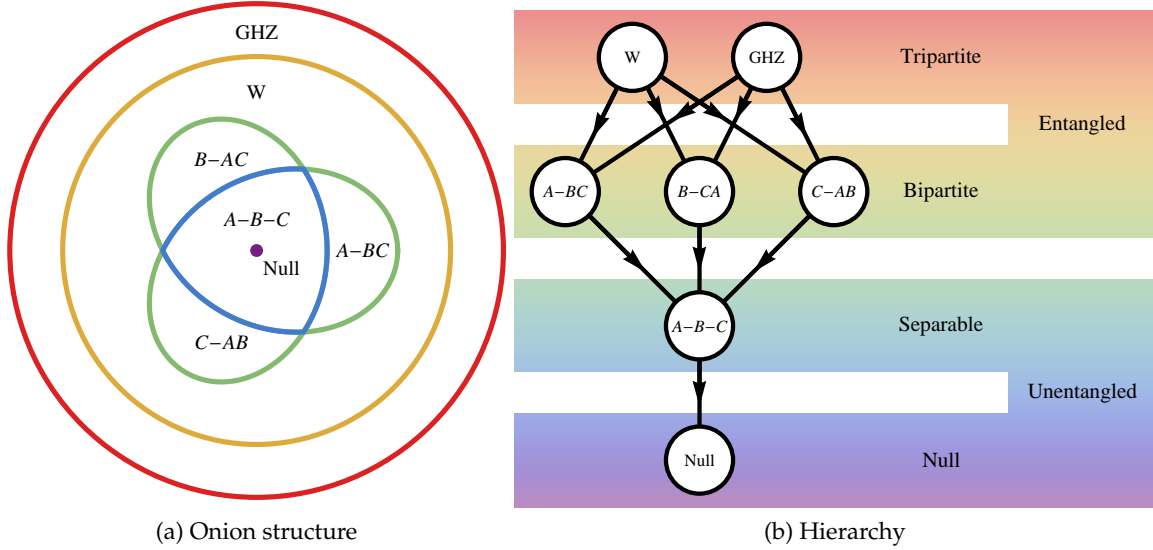 GHZ
W
B–AC
A–B–C
Null
A–BC
C–AB
(a) Onion structure
W
GHZ
Tripartite
Entangled
A–BC
B–CA
C–AB
Bipartite
A–B–C
Separable
Unentangled
Null
Null
(b) Hierarchy